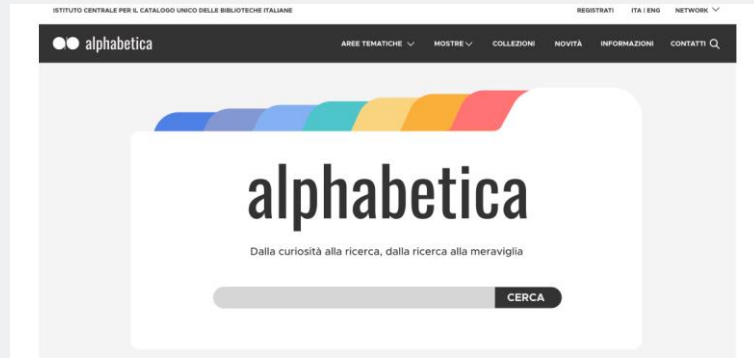 ISTITUTO CENTRALE PER IL CATALOGO UNICO DELLE BIBLIOTECHE ITALIANE REGISTRATI ITA | ENG NETWORK
alphabetica AREE TEMATICHE MOSTRE COLLEZIONI NOVITÀ INFORMAZIONI CONTATTI
alphabetica
Dalla curiosità alla ricerca, dalla ricerca alla meraviglia
CERCA